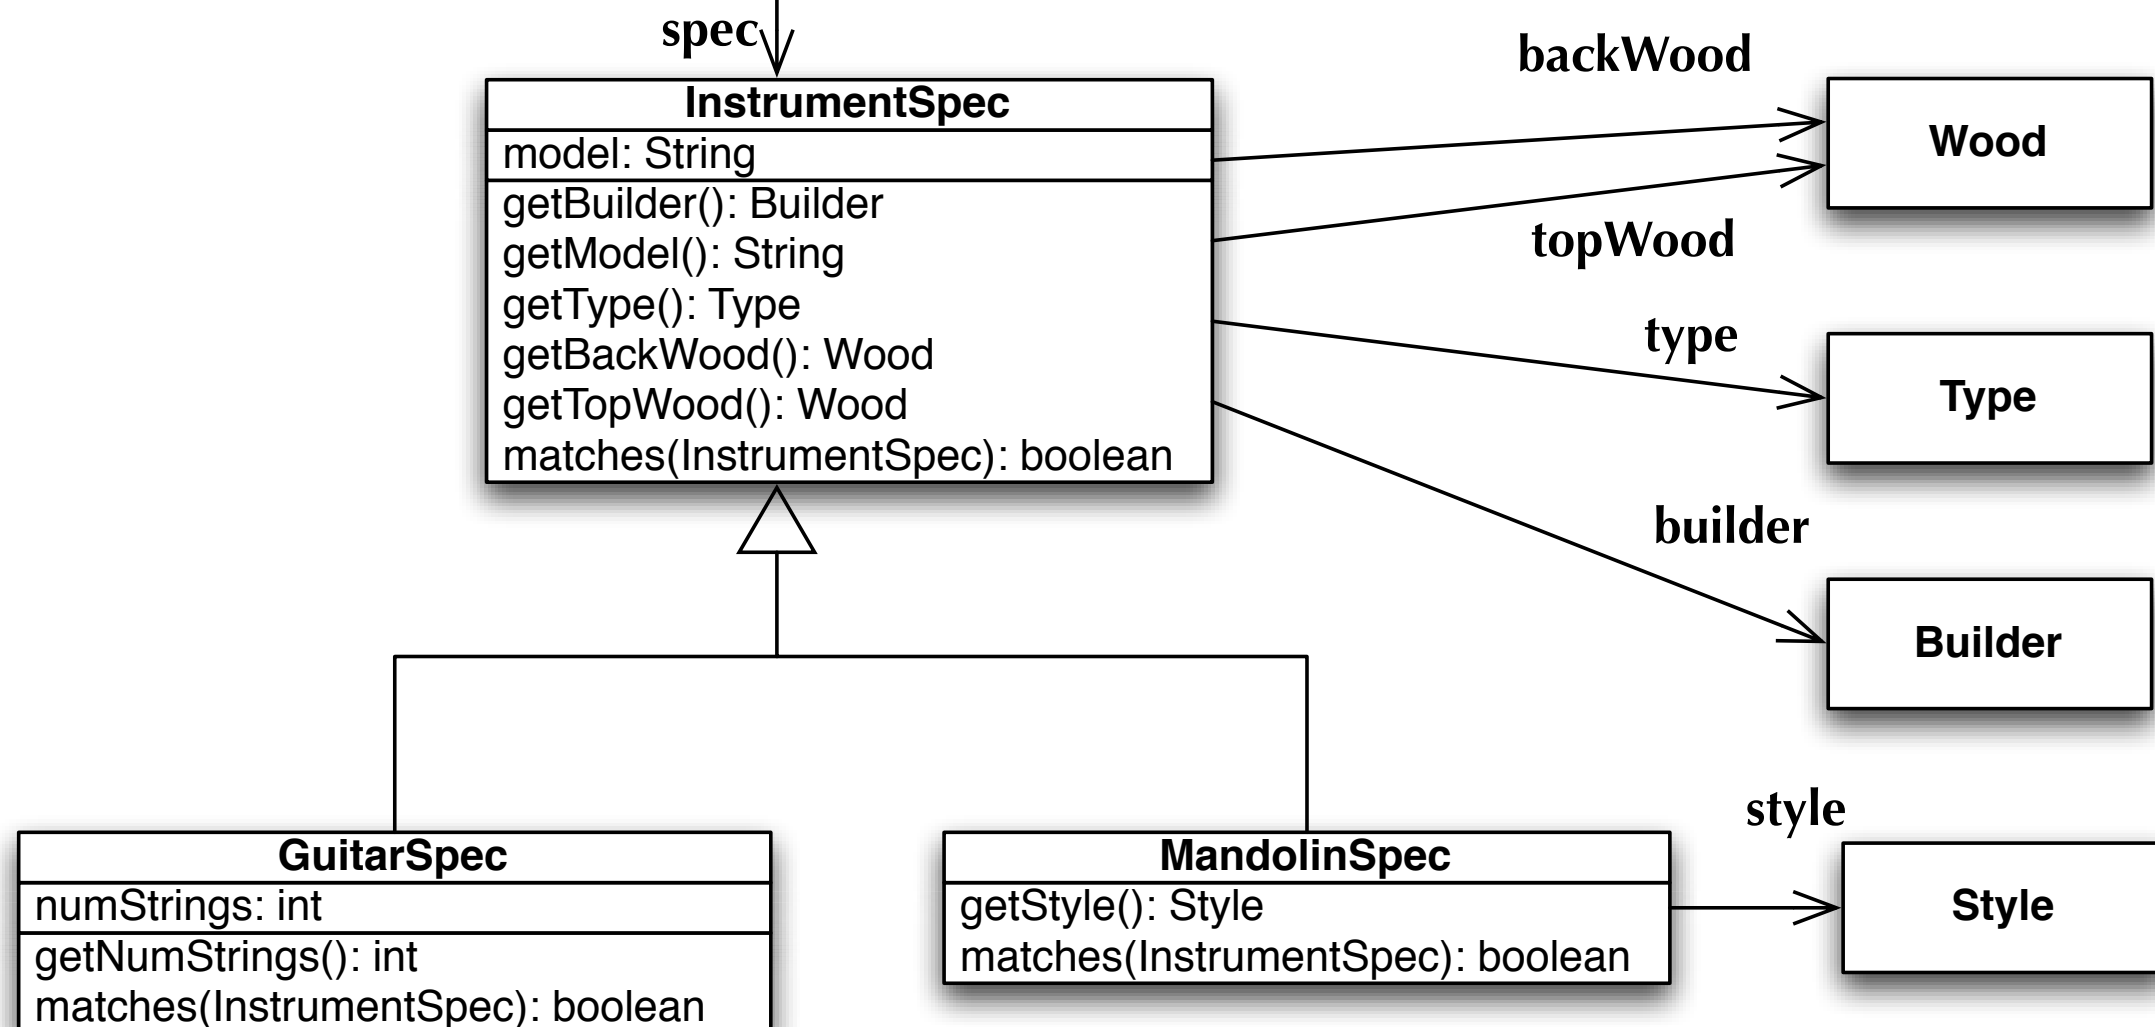 spec
InstrumentSpec
model: String
getBuilder(): Builder
getModel(): String
getType(): Type
getBackWood(): Wood
getTopWood(): Wood
matches(InstrumentSpec): boolean
backWood
Wood
topWood
type
Type
builder
Builder
GuitarSpec
numStrings: int
getNumStrings(): int
matches(InstrumentSpec): boolean
MandolinSpec
getStyle(): Style
matches(InstrumentSpec): boolean
style
Style